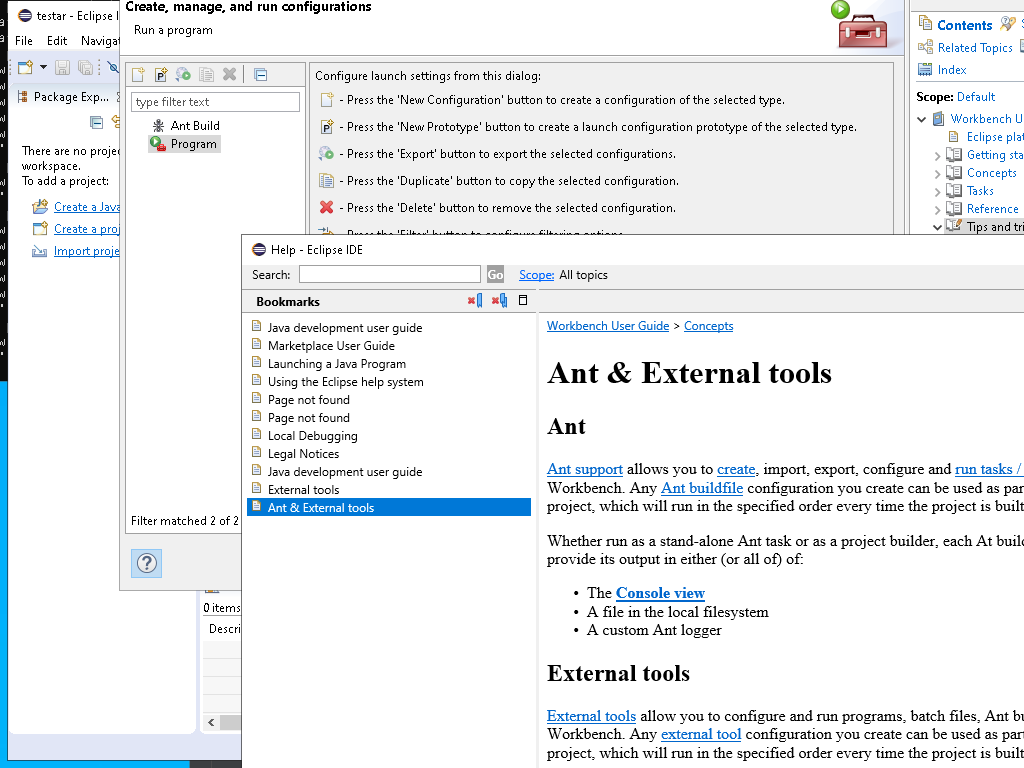 testar - Eclipse I
File Edit Navigat
Package Exp...
There are no projec
workspace.
To add a project:
Create a Java
Create a proj
Import proje
0 items
Descri
Create, manage, and run configurations
Run a program
type filter text
Ant Build
Program
Filter matched 2 of 2
Configure launch settings from this dialog:
- Press the 'New Configuration' button to create a configuration of the selected type.
- Press the 'New Prototype' button to create a launch configuration prototype of the selected type.
- Press the 'Export' button to export the selected configurations.
- Press the 'Duplicate' button to copy the selected configuration.
- Press the 'Delete' button to remove the selected configuration.
- Press the 'Filter' button to configure filtering options.
Contents
Related Topics
Index
Scope: Default
Workbench U
Eclipse plat
Getting sta
Concepts
Tasks
Reference
Tips and tri
Help - Eclipse IDE
Search: Go Scope: All topics
Bookmarks
Java development user guide
Marketplace User Guide
Launching a Java Program
Using the Eclipse help system
Page not found
Page not found
Local Debugging
Legal Notices
Java development user guide
External tools
Ant & External tools
Workbench User Guide > Concepts
Ant & External tools
Ant
Ant support allows you to create, import, export, configure and run tasks /
Workbench. Any Ant buildfile configuration you create can be used as par
project, which will run in the specified order every time the project is built
Whether run as a stand-alone Ant task or as a project builder, each At build
provide its output in either (or all of) of:
• The Console view
• A file in the local filesystem
• A custom Ant logger
External tools
External tools allow you to configure and run programs, batch files, Ant bu
Workbench. Any external tool configuration you create can be used as part
project, which will run in the specified order every time the project is built